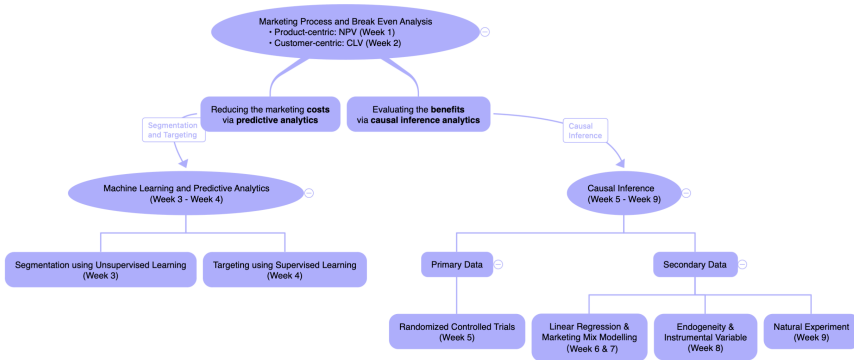 Marketing Process and Break Even Analysis
• Product-centric: NPV (Week 1)
• Customer-centric: CLV (Week 2)
Reducing the marketing costs
via predictive analytics
Evaluating the benefits
via causal inference analytics
Segmentation
and Targeting
Causal
inference
Machine Learning and Predictive Analytics
(Week 3 - Week 4)
Causal Inference
(Week 5 - Week 9)
Segmentation using Unsupervised Learning
(Week 3)
Targeting using Supervised Learning
(Week 4)
Primary Data
Secondary Data
Randomized Controlled Trials
(Week 5)
Linear Regression &
Marketing Mix Modelling
(Week 6 & 7)
Endogeneity &
Instrumental Variable
(Week 8)
Natural Experiment
(Week 9)